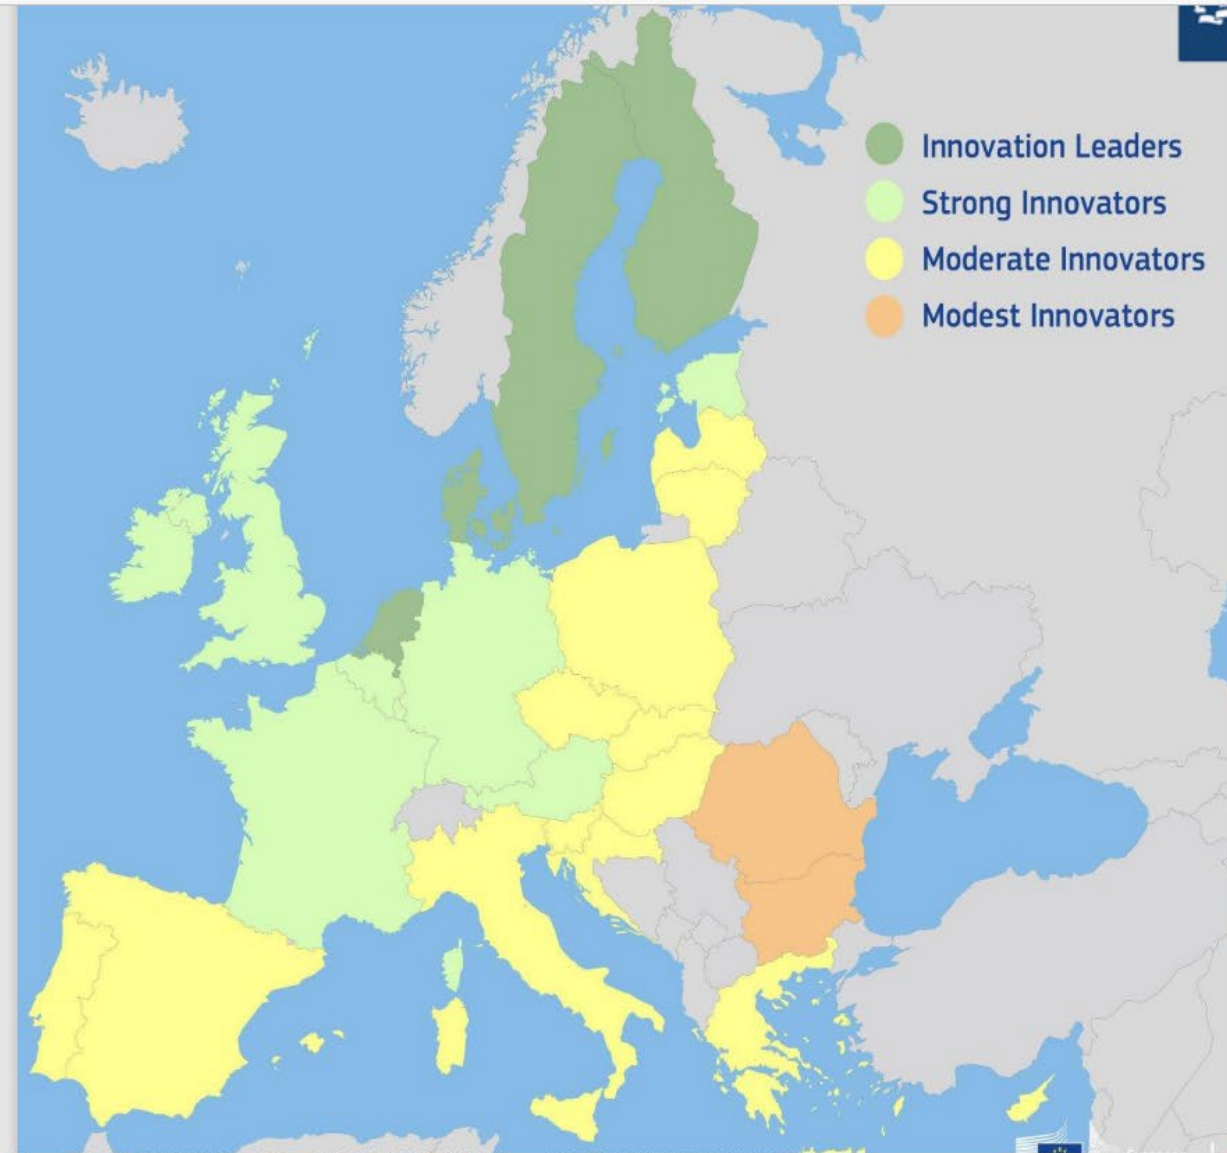 Innovation Leaders
Strong Innovators
Moderate Innovators
Modest Innovators